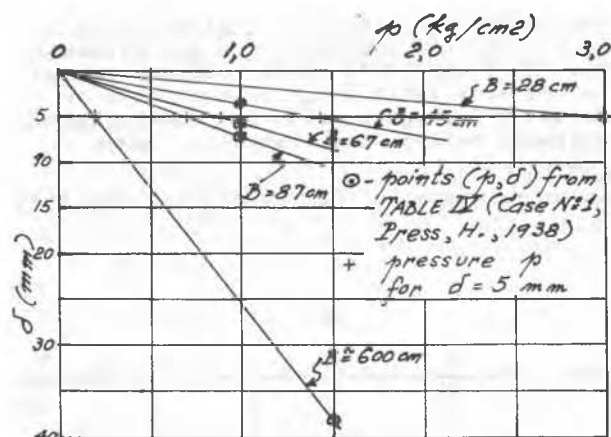 p (kg/cm2)
0 1,0 2,0 3,0
B=28 cm
5
B=45 cm
B=67 cm
10
B=87 cm
⊙ - points (p,δ) from
TABLE IV (Case Nº1,
Press, H., 1938)
15
+ pressure p
for δ = 5 mm
20
δ (mm)
30
B=600 cm
40